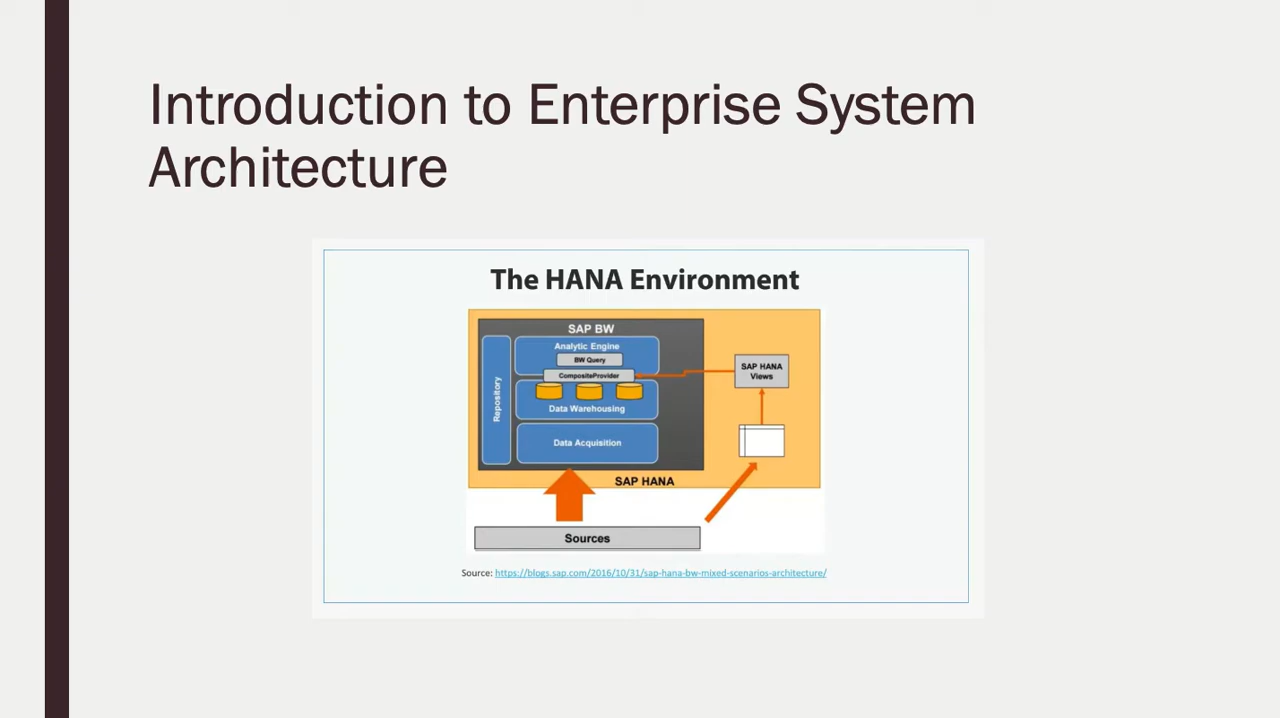 Introduction to Enterprise System
Architecture
The HANA Environment
SAP BW
Repository
Analytic Engine
BW Query
CompositeProvider
Data Warehousing
Data Acquisition
SAP HANA
Views
SAP HANA
Sources
Source: https://blogs.sap.com/2016/10/31/sap-hana-bw-mixed-scenarios-architecture/